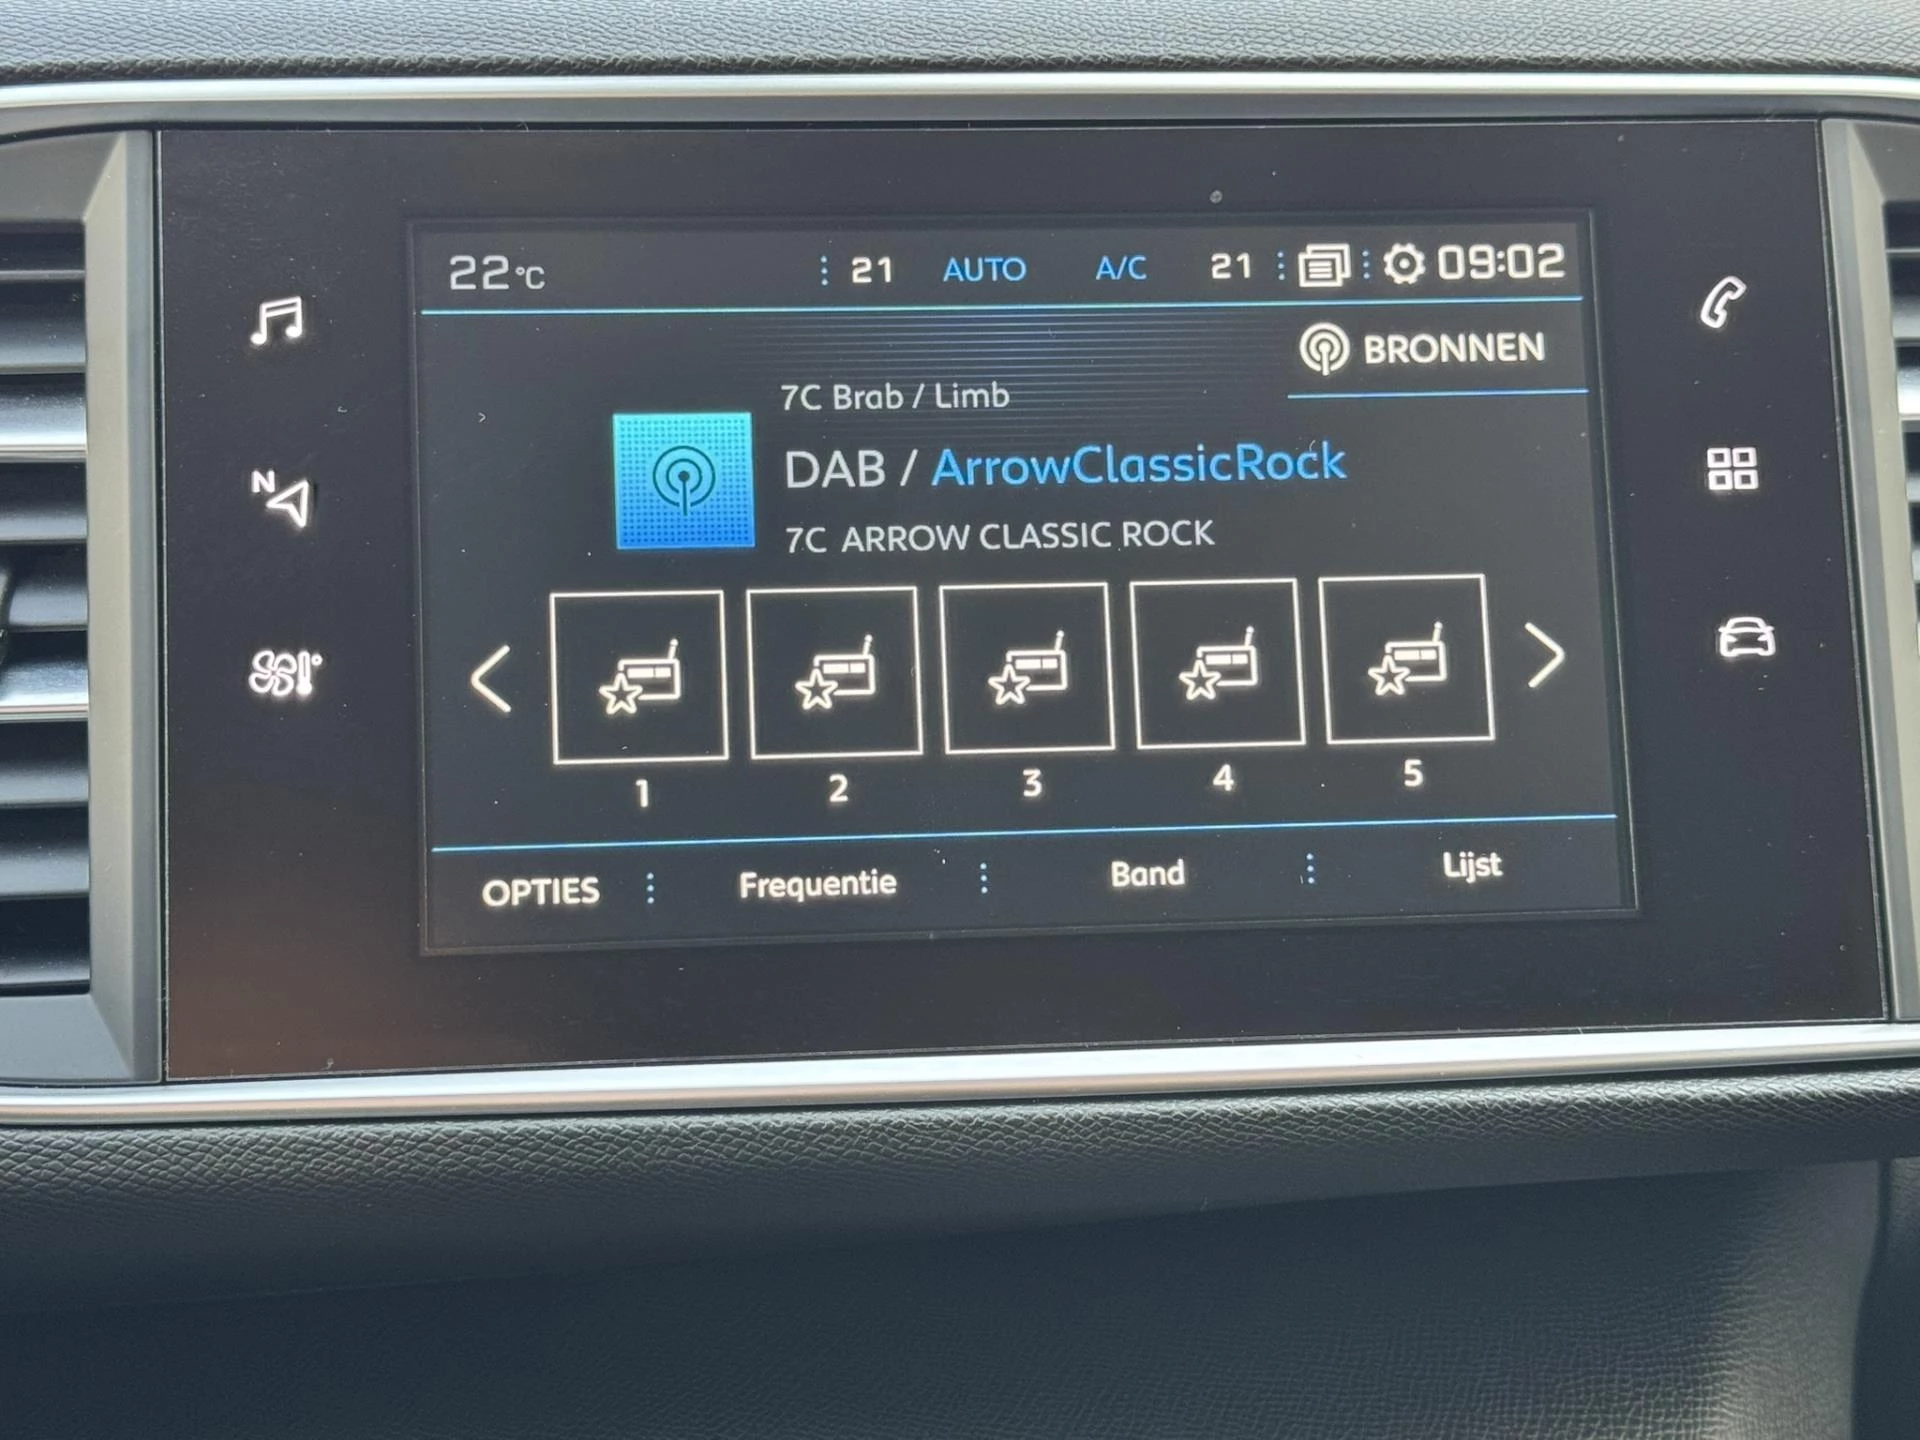 22°C 21 AUTO A/C 21 09:02
BRONNEN
7C Brab / Limb
DAB / ArrowClassicRock
7C ARROW CLASSIC ROCK
N
1 2 3 4 5
OPTIES Frequentie Band Lijst